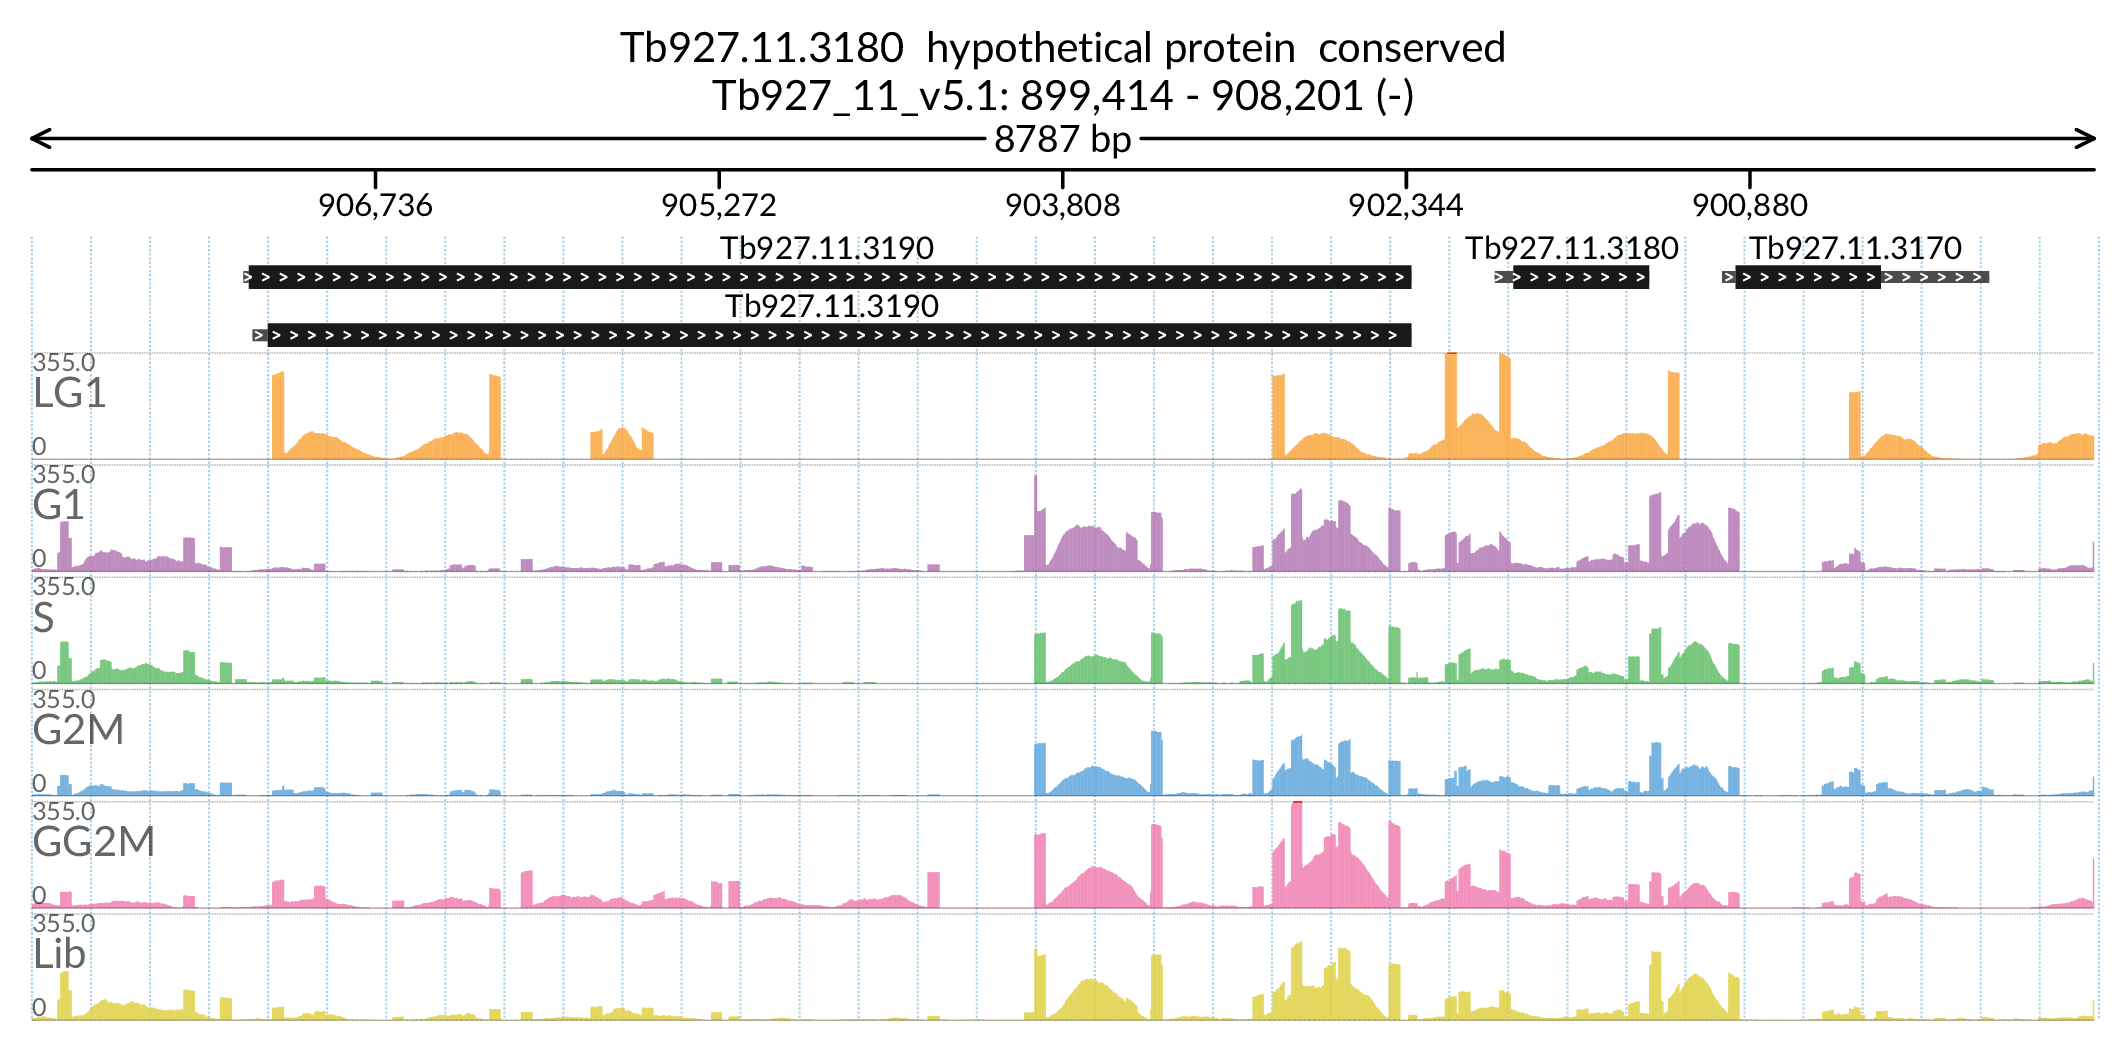 Tb927.11.3180  hypothetical protein  conserved
Tb927_11_v5.1: 899,414 - 908,201 (-)
8787 bp
906,736 905,272 903,808 902,344 900,880
Tb927.11.3190 Tb927.11.3180 Tb927.11.3170
Tb927.11.3190
355.0
LG1
0
355.0
G1
0
355.0
S
0
355.0
G2M
0
355.0
GG2M
0
355.0
Lib
0